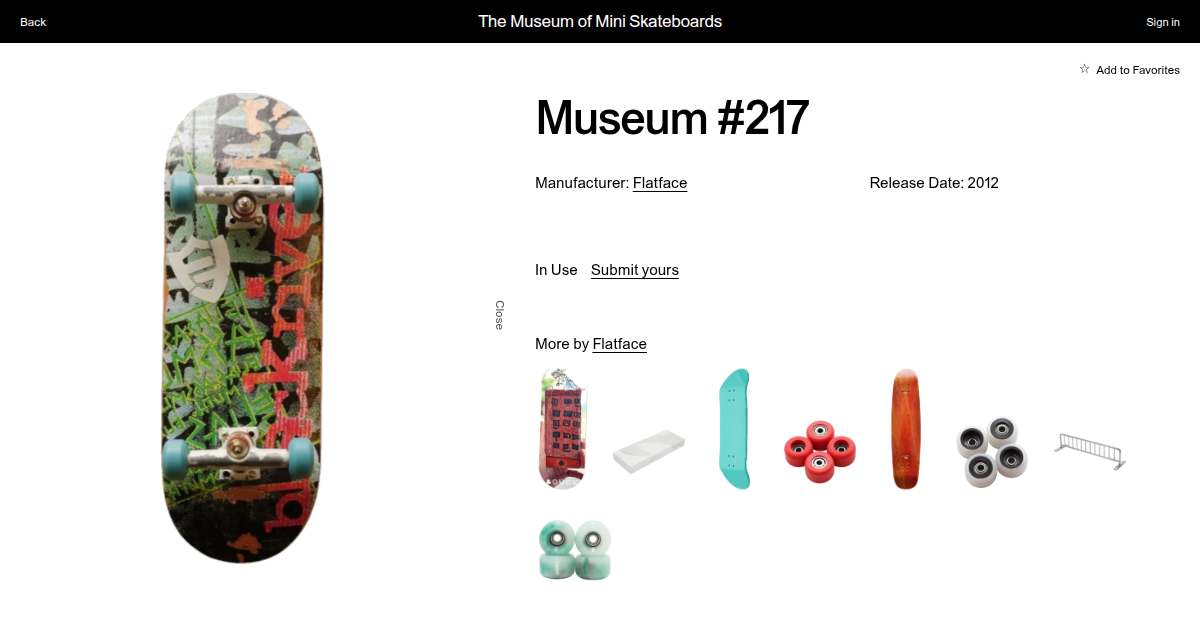 Back
The Museum of Mini Skateboards
Sign in
☆ Add to Favorites
Museum #217
Manufacturer: Flatface
Release Date: 2012
In Use Submit yours
Close
More by Flatface
blackriver